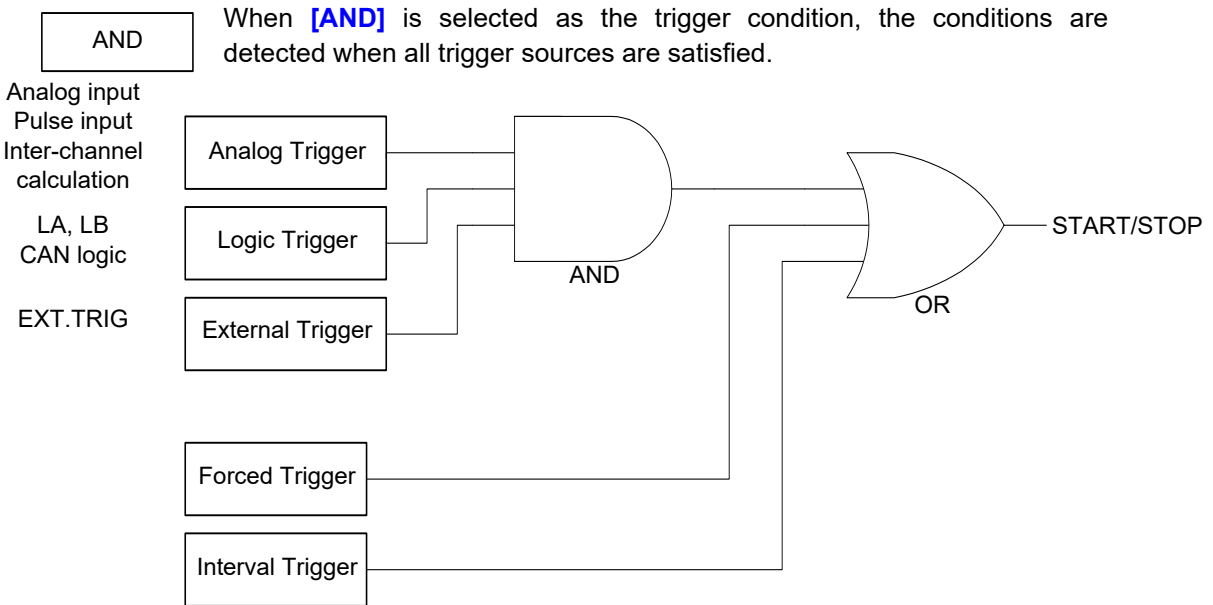 AND
When [AND] is selected as the trigger condition, the conditions are
detected when all trigger sources are satisfied.
Analog input
Pulse input
Inter-channel
calculation
Analog Trigger
LA, LB
CAN logic
Logic Trigger
EXT.TRIG
External Trigger
AND
OR
START/STOP
Forced Trigger
Interval Trigger